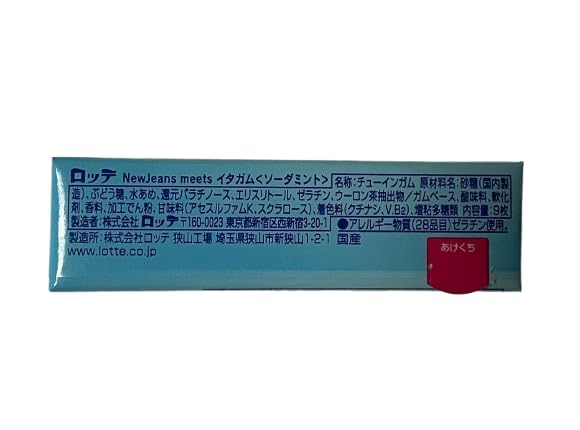 ロッテ NewJeans meets イタガム<ソーダミント> 名称:チューインガム 原材料名:砂糖(国内製
造)、ぶどう糖、水あめ、還元パラチノース、エリスリトール、ゼラチン、ウーロン茶抽出物/ガムベース、酸味料、軟化
剤、香料、加工でん粉、甘味料(アセスルファムK、スクラロース)、着色料(クチナシ、V.B₂)、増粘多糖類 内容量:9枚
製造者:株式会社 ロッテ 〒160-0023 東京都新宿区西新宿3-20-1 ●アレルギー物質(28品目)ゼラチン使用。
製造所:株式会社ロッテ 狭山工場 埼玉県狭山市新狭山1-2-1 国産
www.lotte.co.jp
あけくち